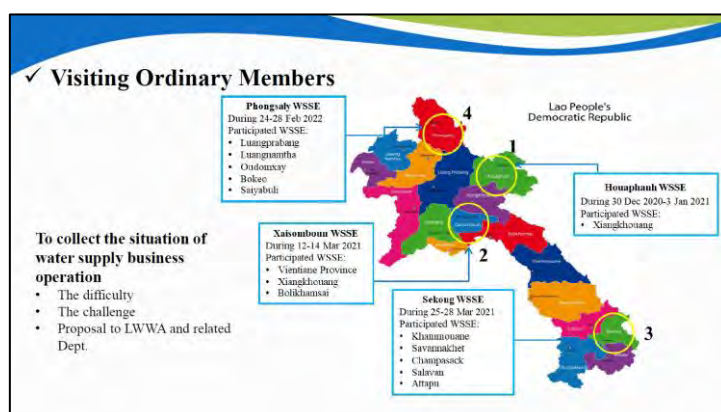 ✓ Visiting Ordinary Members
Phongsaly WSSE
During 24-28 Feb 2022
Participated WSSE:
• Luangprabang
• Luangnamtha
• Oudomxay
• Bokeo
• Saiyabuli
4
Lao People's
Democratic Republic
1
Houaphanh WSSE
During 30 Dec 2020-3 Jan 2021
Participated WSSE:
• Xiangkhouang
To collect the situation of
water supply business
operation
• The difficulty
• The challenge
• Proposal to LWWA and related
Dept.
Xaisomboun WSSE
During 12-14 Mar 2021
Participated WSSE:
• Vientiane Province
• Xiangkhouang
• Bolikhamsai
2
Sekong WSSE
During 25-28 Mar 2021
Participated WSSE:
• Khammouane
• Savannakhet
• Champasack
• Salavan
• Attapu
3